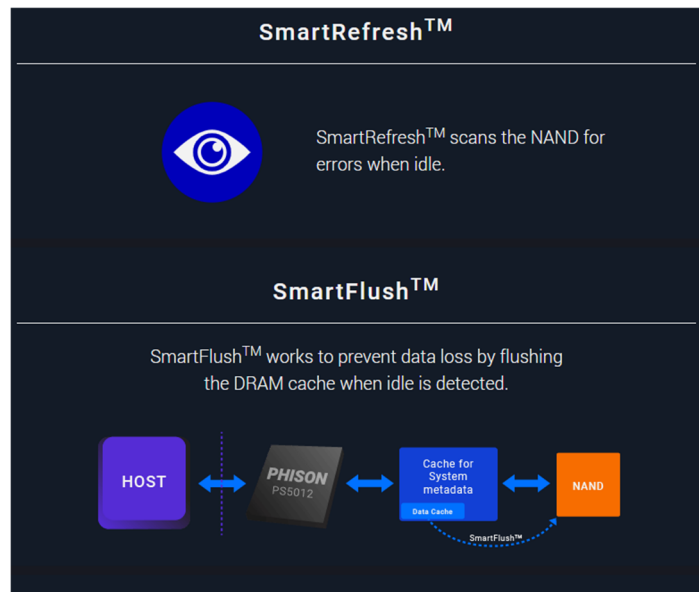 SmartRefresh™
SmartRefresh™ scans the NAND for
errors when idle.
SmartFlush™
SmartFlush™ works to prevent data loss by flushing
the DRAM cache when idle is detected.
HOST
PHISON
PS5012
Cache for
System
metadata
Data Cache
NAND
SmartFlush™